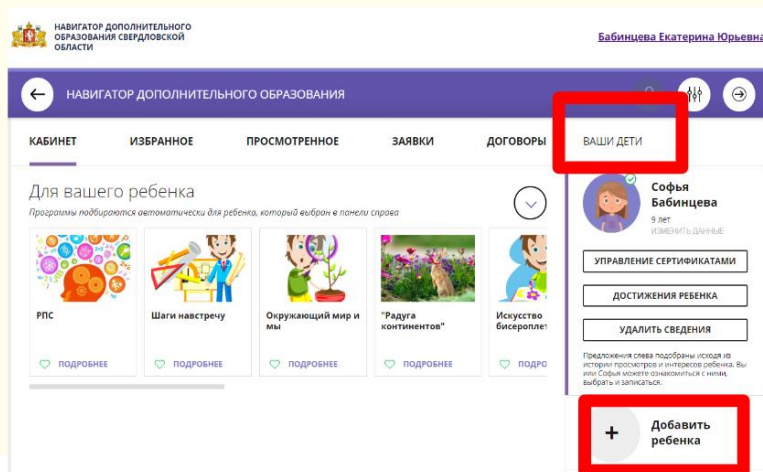 НАВИГАТОР ДОПОЛНИТЕЛЬНОГО
ОБРАЗОВАНИЯ СВЕРДЛОВСКОЙ
ОБЛАСТИ
Бабинцева Екатерина Юрьевна
НАВИГАТОР ДОПОЛНИТЕЛЬНОГО ОБРАЗОВАНИЯ
КАБИНЕТ ИЗБРАННОЕ ПРОСМОТРЕННОЕ ЗАЯВКИ ДОГОВОРЫ ВАШИ ДЕТИ
Для вашего ребенка
Программы подбираются автоматически для ребенка, который выбран в панели справа
РПС
ПОДРОБНЕЕ
Шаги навстречу
ПОДРОБНЕЕ
Окружающий мир и
мы
ПОДРОБНЕЕ
"Радуга
континентов"
ПОДРОБНЕЕ
Искусство
бисероплет
ПОДРО
Софья
Бабинцева
9 лет
ИЗМЕНИТЬ ДАННЫЕ
УПРАВЛЕНИЕ СЕРТИФИКАТАМИ
ДОСТИЖЕНИЯ РЕБЕНКА
УДАЛИТЬ СВЕДЕНИЯ
Предложения слева подобраны исходя из
истории просмотров и интересов ребенка. Вы
или Софья можете ознакомиться с ними,
выбрать и записаться.
+ Добавить
ребенка